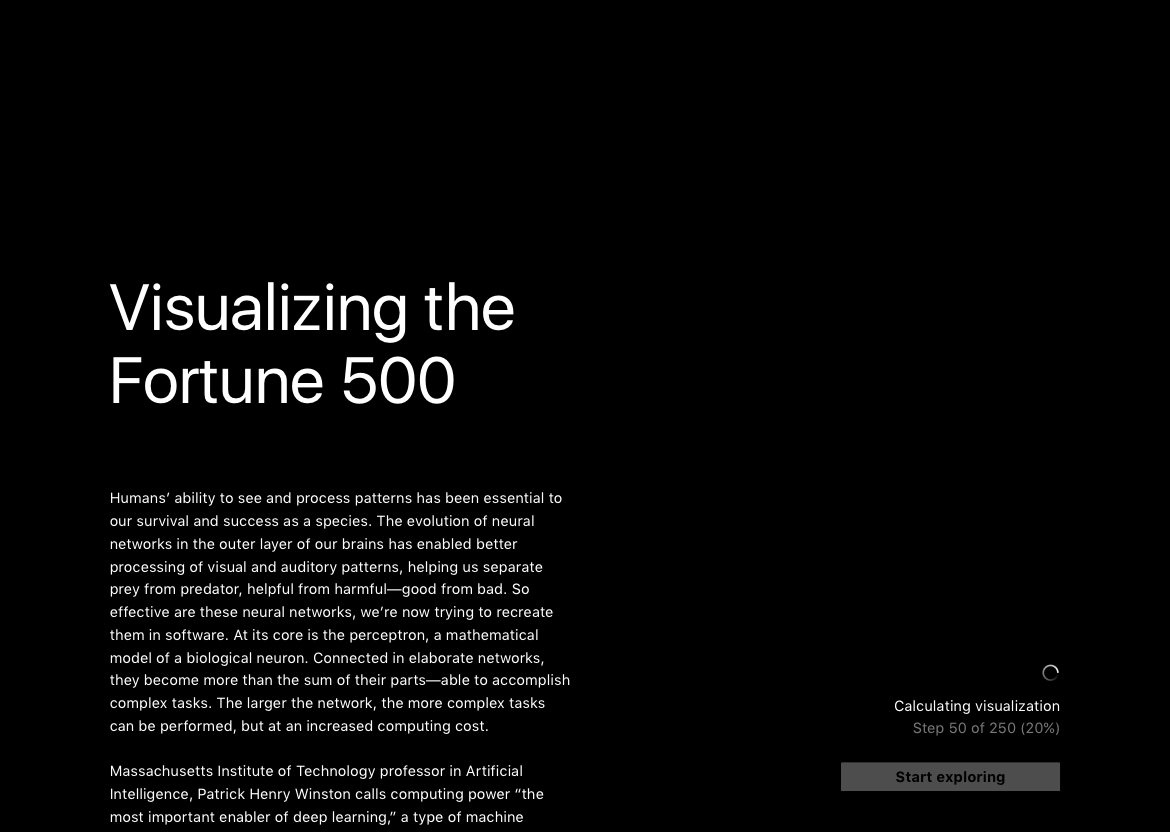 Visualizing the
Fortune 500
Humans’ ability to see and process patterns has been essential to
our survival and success as a species. The evolution of neural
networks in the outer layer of our brains has enabled better
processing of visual and auditory patterns, helping us separate
prey from predator, helpful from harmful—good from bad. So
effective are these neural networks, we’re now trying to recreate
them in software. At its core is the perceptron, a mathematical
model of a biological neuron. Connected in elaborate networks,
they become more than the sum of their parts—able to accomplish
complex tasks. The larger the network, the more complex tasks
can be performed, but at an increased computing cost.
Massachusetts Institute of Technology professor in Artificial
Intelligence, Patrick Henry Winston calls computing power “the
most important enabler of deep learning,” a type of machine
Calculating visualization
Step 50 of 250 (20%)
Start exploring